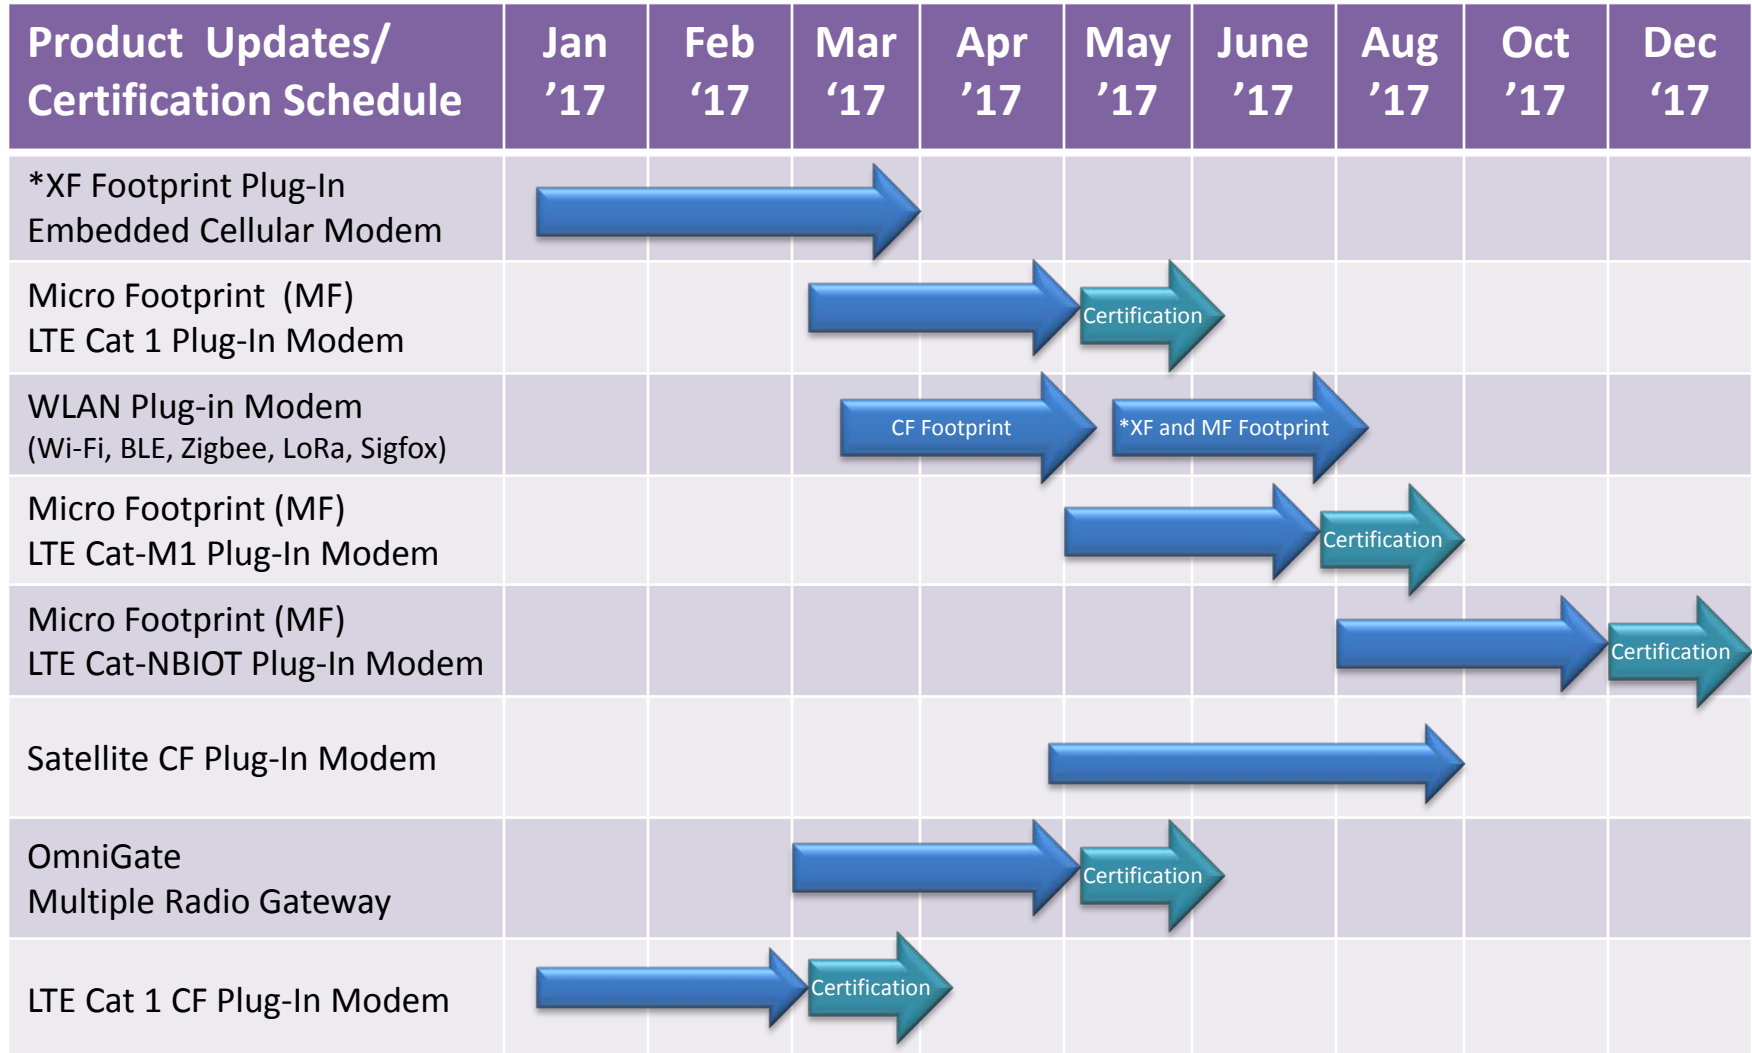 Product Updates/
Certification Schedule
Jan
’17
Feb
‘17
Mar
‘17
Apr
’17
May
’17
June
’17
Aug
’17
Oct
’17
Dec
‘17
*XF Footprint Plug-In
Embedded Cellular Modem
Micro Footprint (MF)
LTE Cat 1 Plug-In Modem
Certification
WLAN Plug-in Modem
(Wi-Fi, BLE, Zigbee, LoRa, Sigfox)
CF Footprint
*XF and MF Footprint
Micro Footprint (MF)
LTE Cat-M1 Plug-In Modem
Certification
Micro Footprint (MF)
LTE Cat-NBIOT Plug-In Modem
Certification
Satellite CF Plug-In Modem
OmniGate
Multiple Radio Gateway
Certification
LTE Cat 1 CF Plug-In Modem
Certification